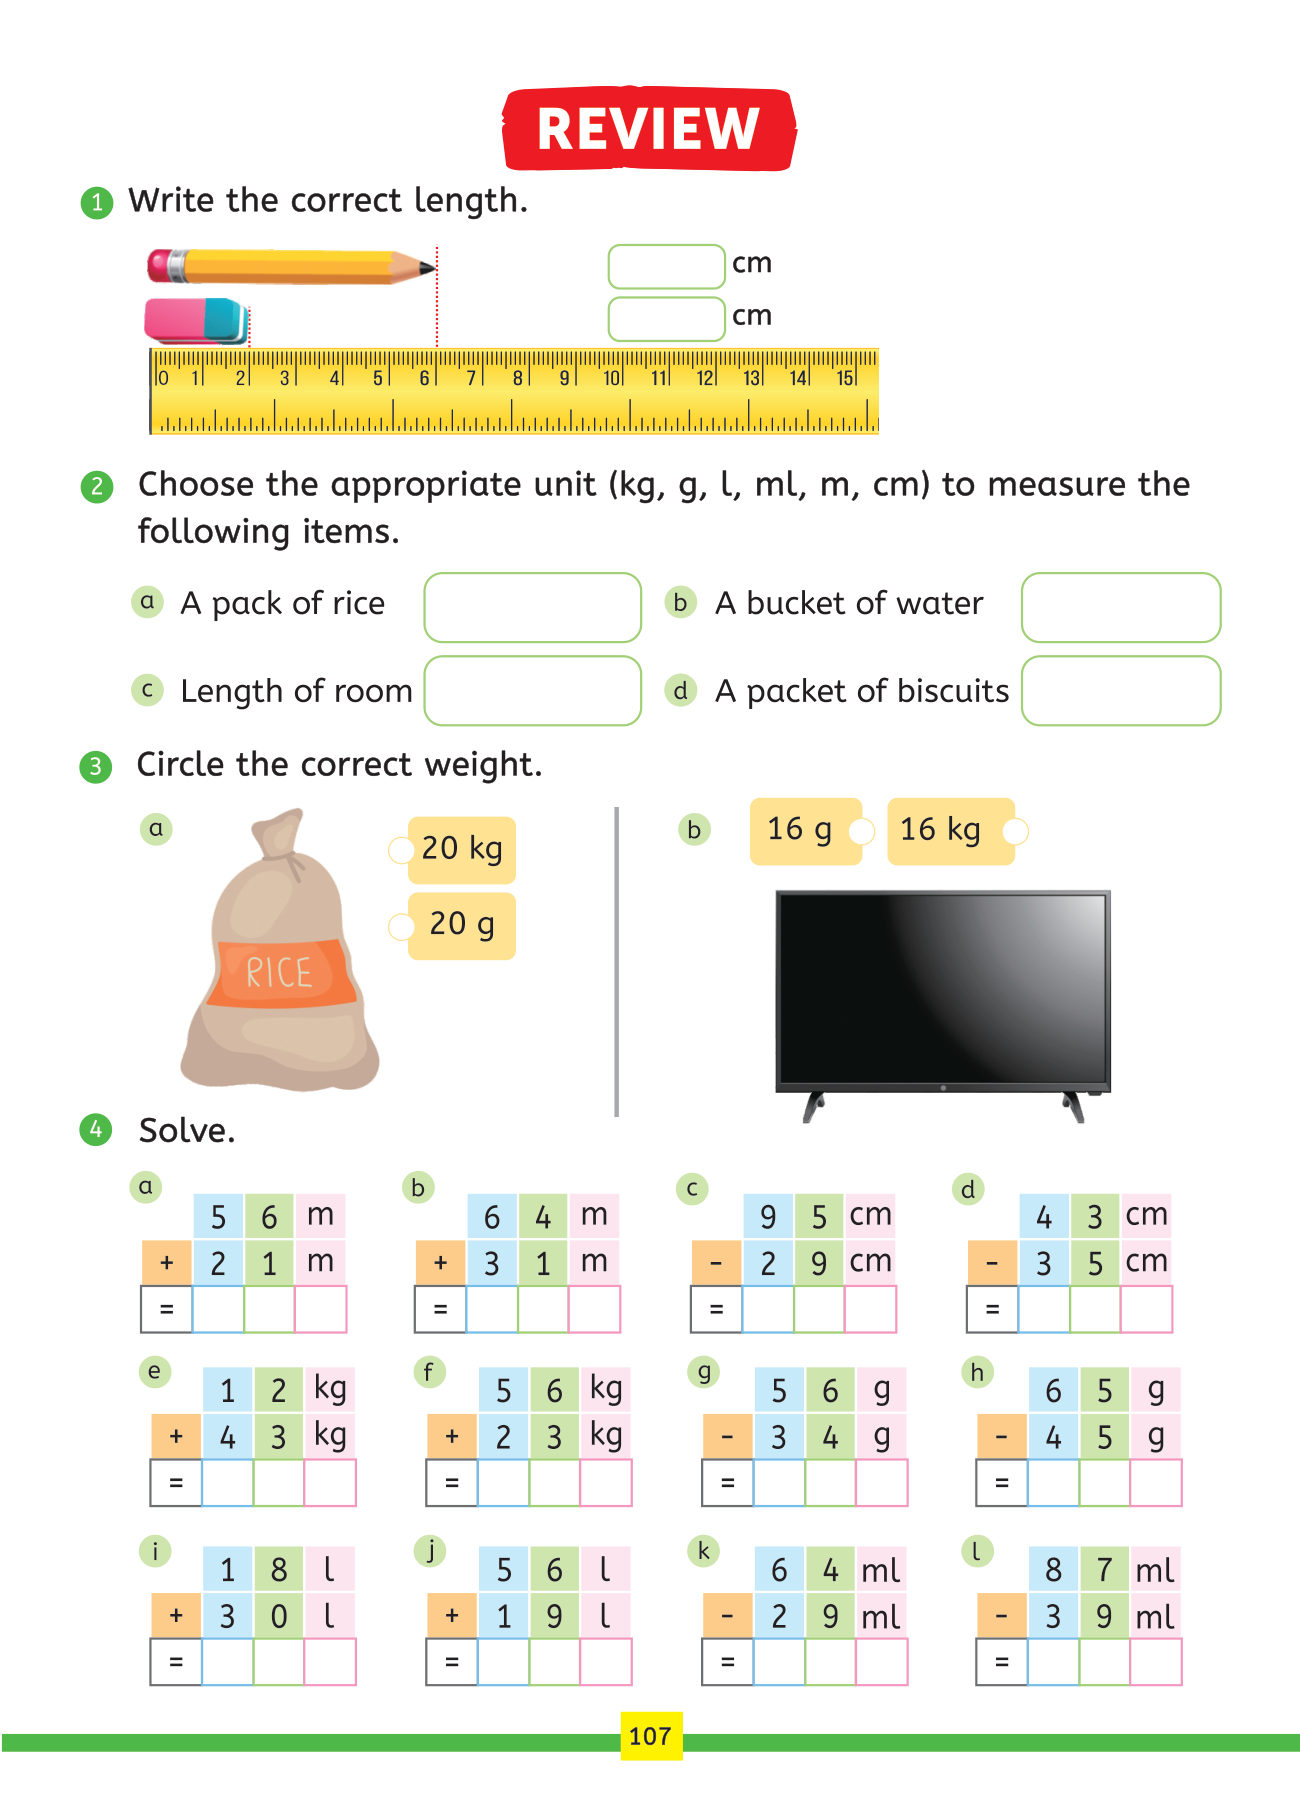 REVIEW
1 Write the correct length.
cm
cm
0 1 2 3 4 5 6 7 8 9 10 11 12 13 14 15
2 Choose the appropriate unit (kg, g, l, ml, m, cm) to measure the
following items.
a A pack of rice b A bucket of water
c Length of room d A packet of biscuits
3 Circle the correct weight.
a
20 kg
20 g
RICE
b
16 g 16 kg
4 Solve.
a b c d
5 6 m 6 4 m 9 5 cm 4 3 cm
+ 2 1 m + 3 1 m - 2 9 cm - 3 5 cm
= = = =
e f g h
1 2 kg 5 6 kg 5 6 g 6 5 g
+ 4 3 kg + 2 3 kg - 3 4 g - 4 5 g
= = = =
i j k l
1 8 l 5 6 l 6 4 ml 8 7 ml
+ 3 0 l + 1 9 l - 2 9 ml - 3 9 ml
= = = =
107